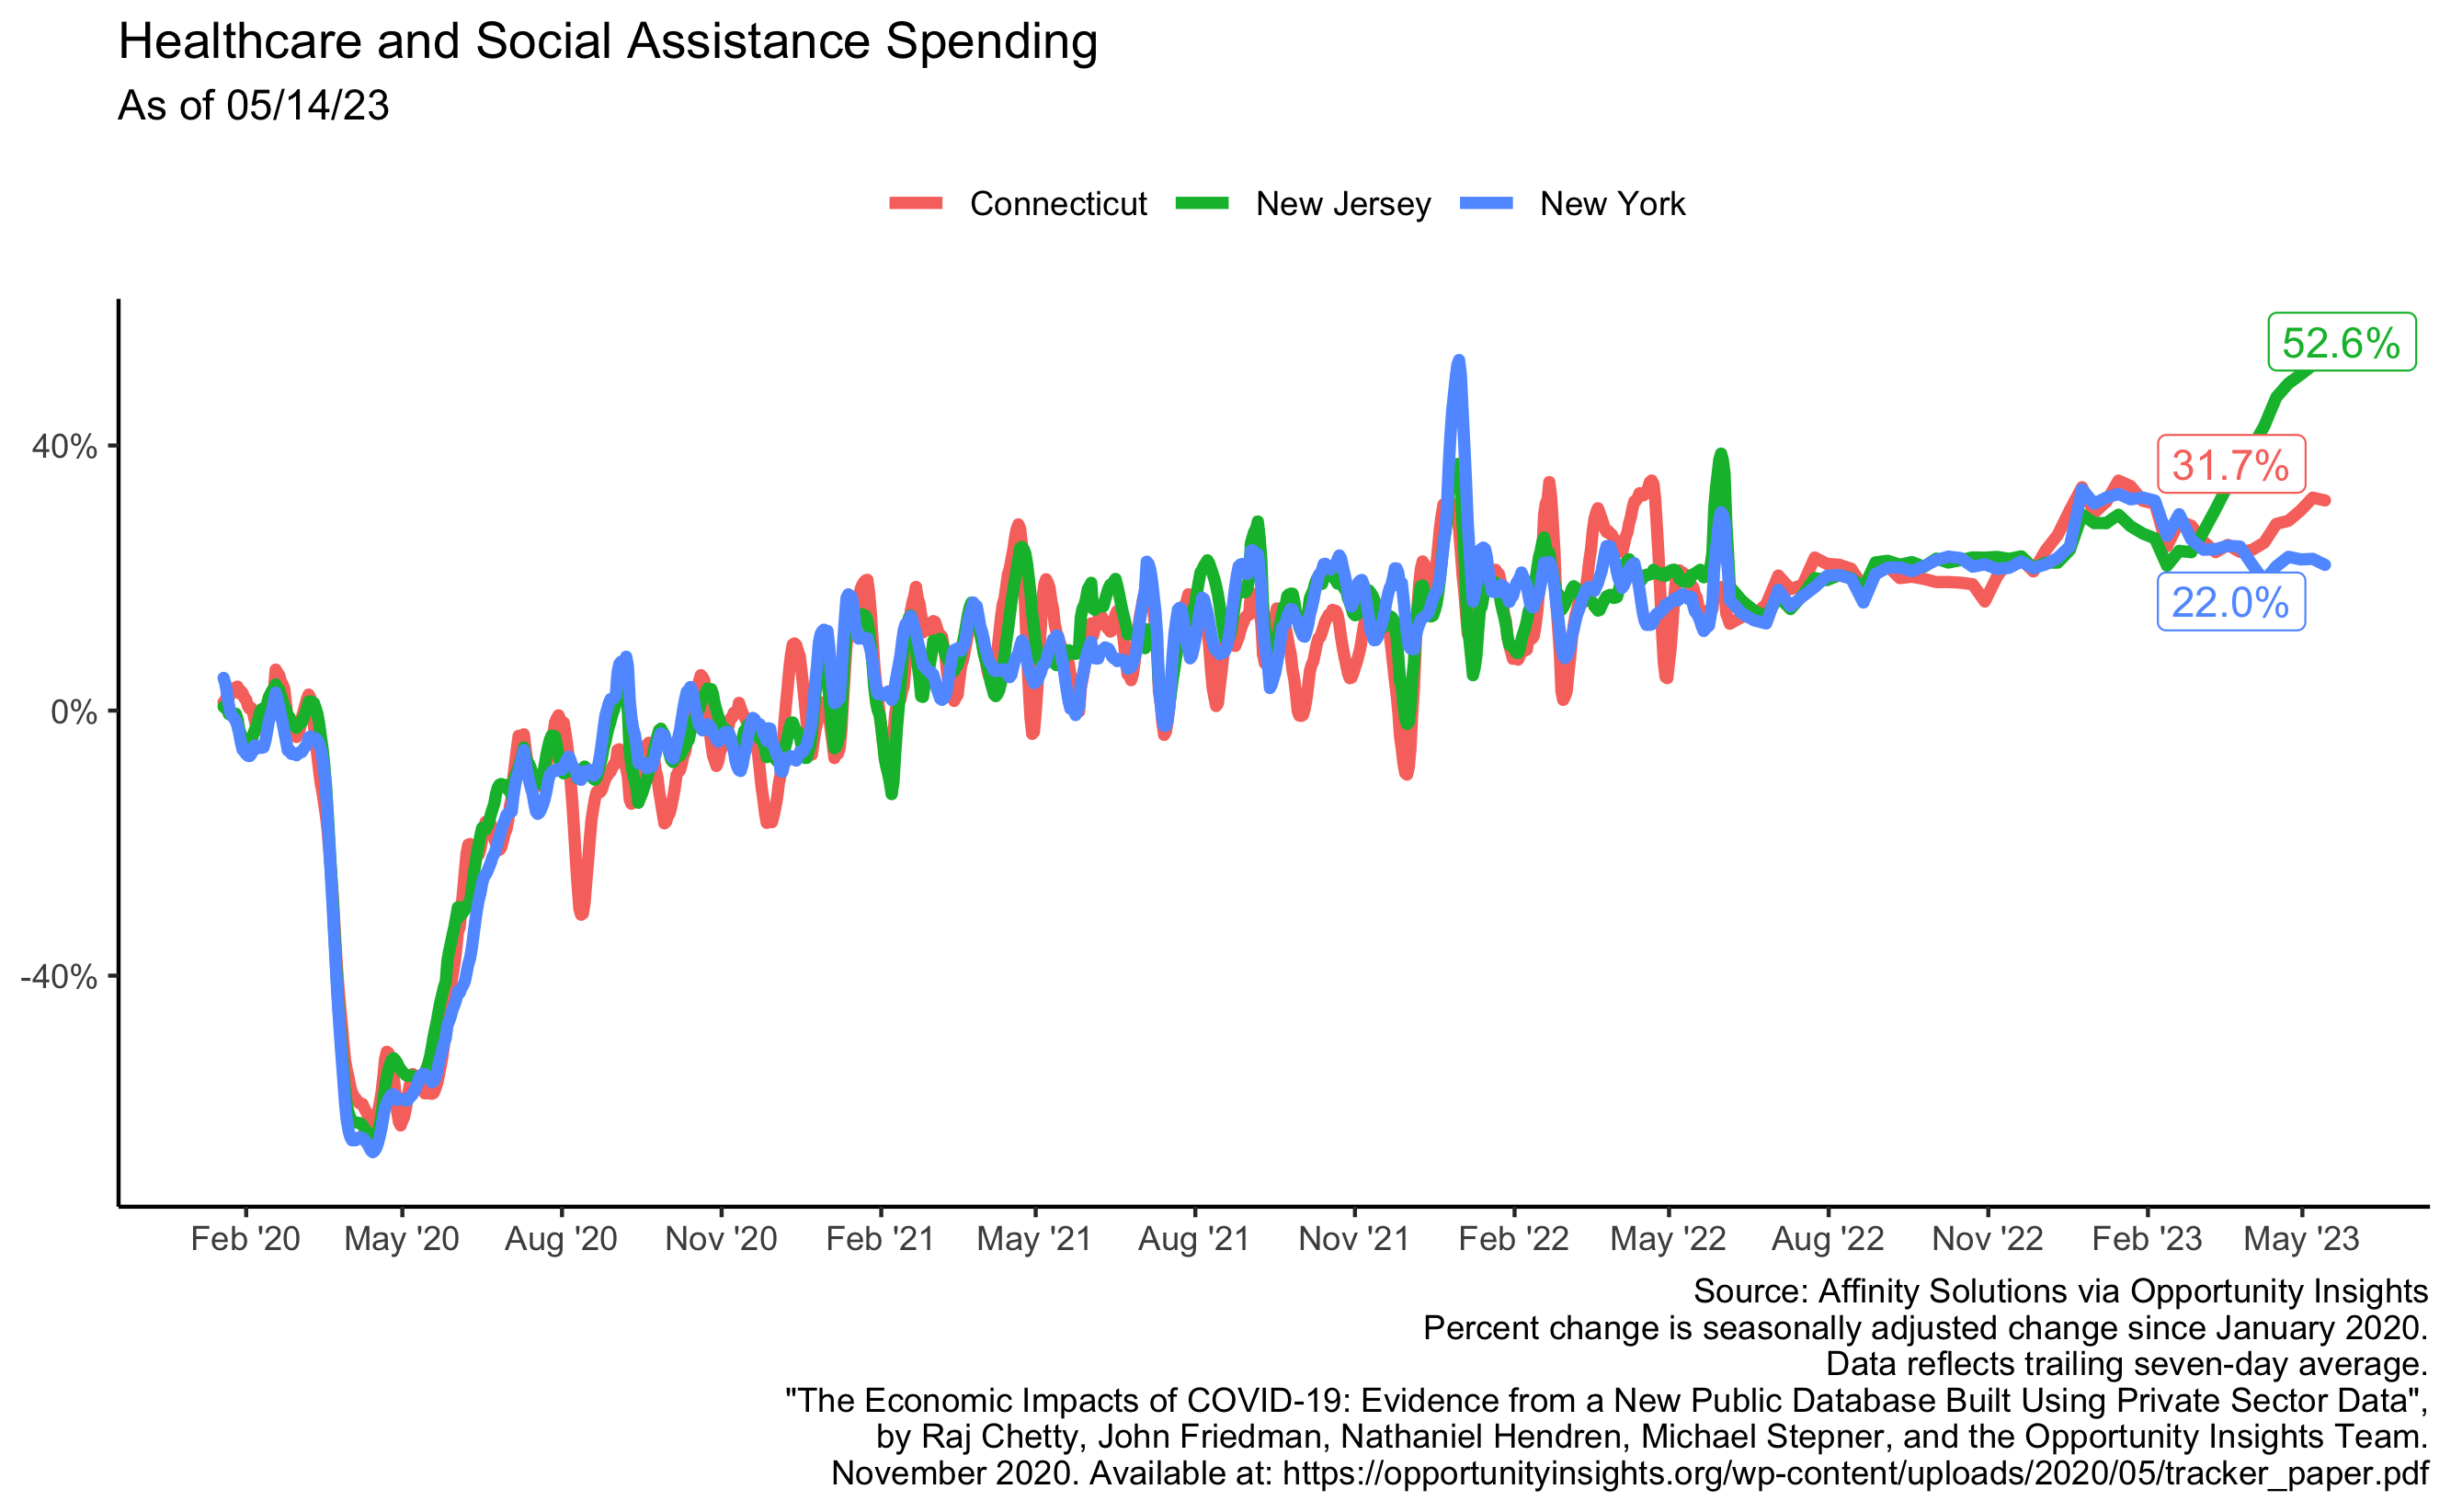 Healthcare and Social Assistance Spending
As of 05/14/23
Connecticut New Jersey New York
52.6%
40%
31.7%
22.0%
0%
-40%
Feb '20 May '20 Aug '20 Nov '20 Feb '21 May '21 Aug '21 Nov '21 Feb '22 May '22 Aug '22 Nov '22 Feb '23 May '23
Source: Affinity Solutions via Opportunity Insights
Percent change is seasonally adjusted change since January 2020.
Data reflects trailing seven-day average.
"The Economic Impacts of COVID-19: Evidence from a New Public Database Built Using Private Sector Data",
by Raj Chetty, John Friedman, Nathaniel Hendren, Michael Stepner, and the Opportunity Insights Team.
November 2020. Available at: https://opportunityinsights.org/wp-content/uploads/2020/05/tracker_paper.pdf